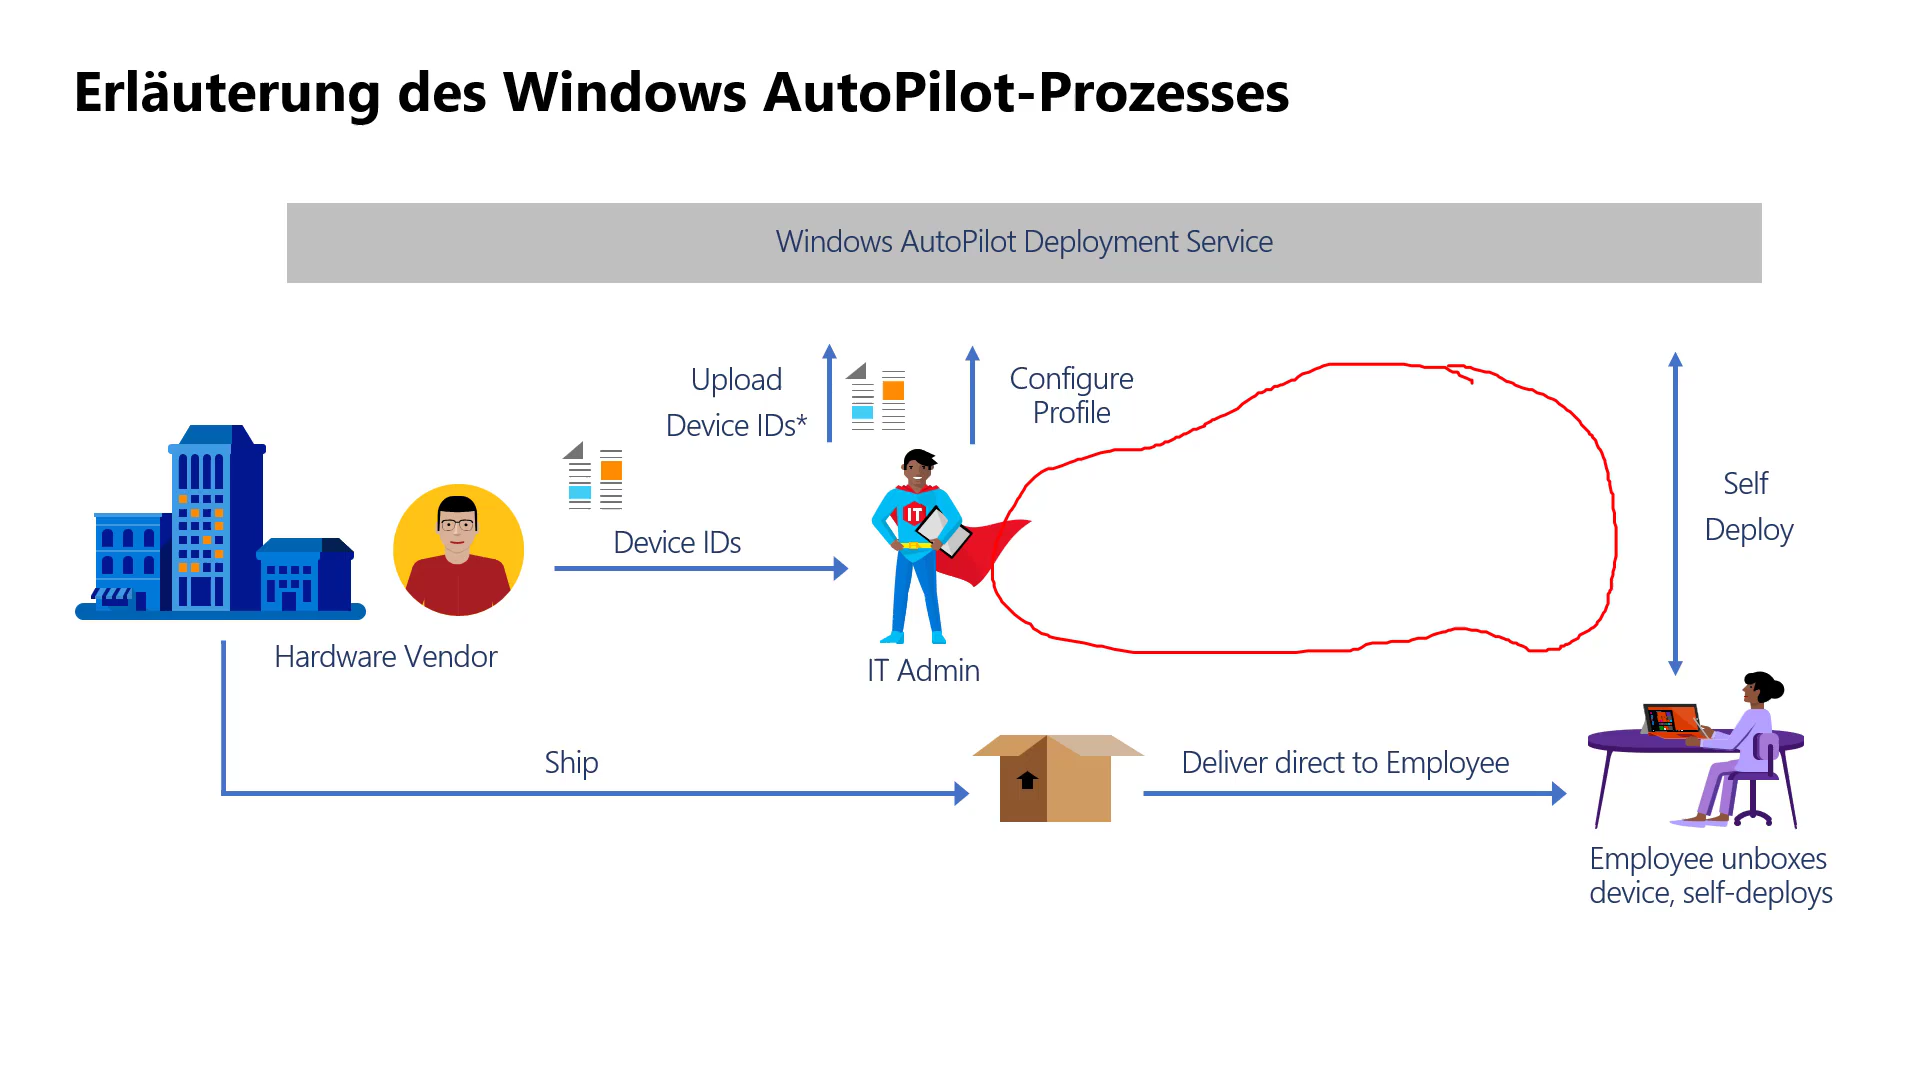 Erläuterung des Windows AutoPilot-Prozesses
Windows AutoPilot Deployment Service
Upload
Device IDs*
Configure
Profile
Device IDs
IT
Self
Deploy
Hardware Vendor
IT Admin
Ship
Deliver direct to Employee
Employee unboxes
device, self-deploys